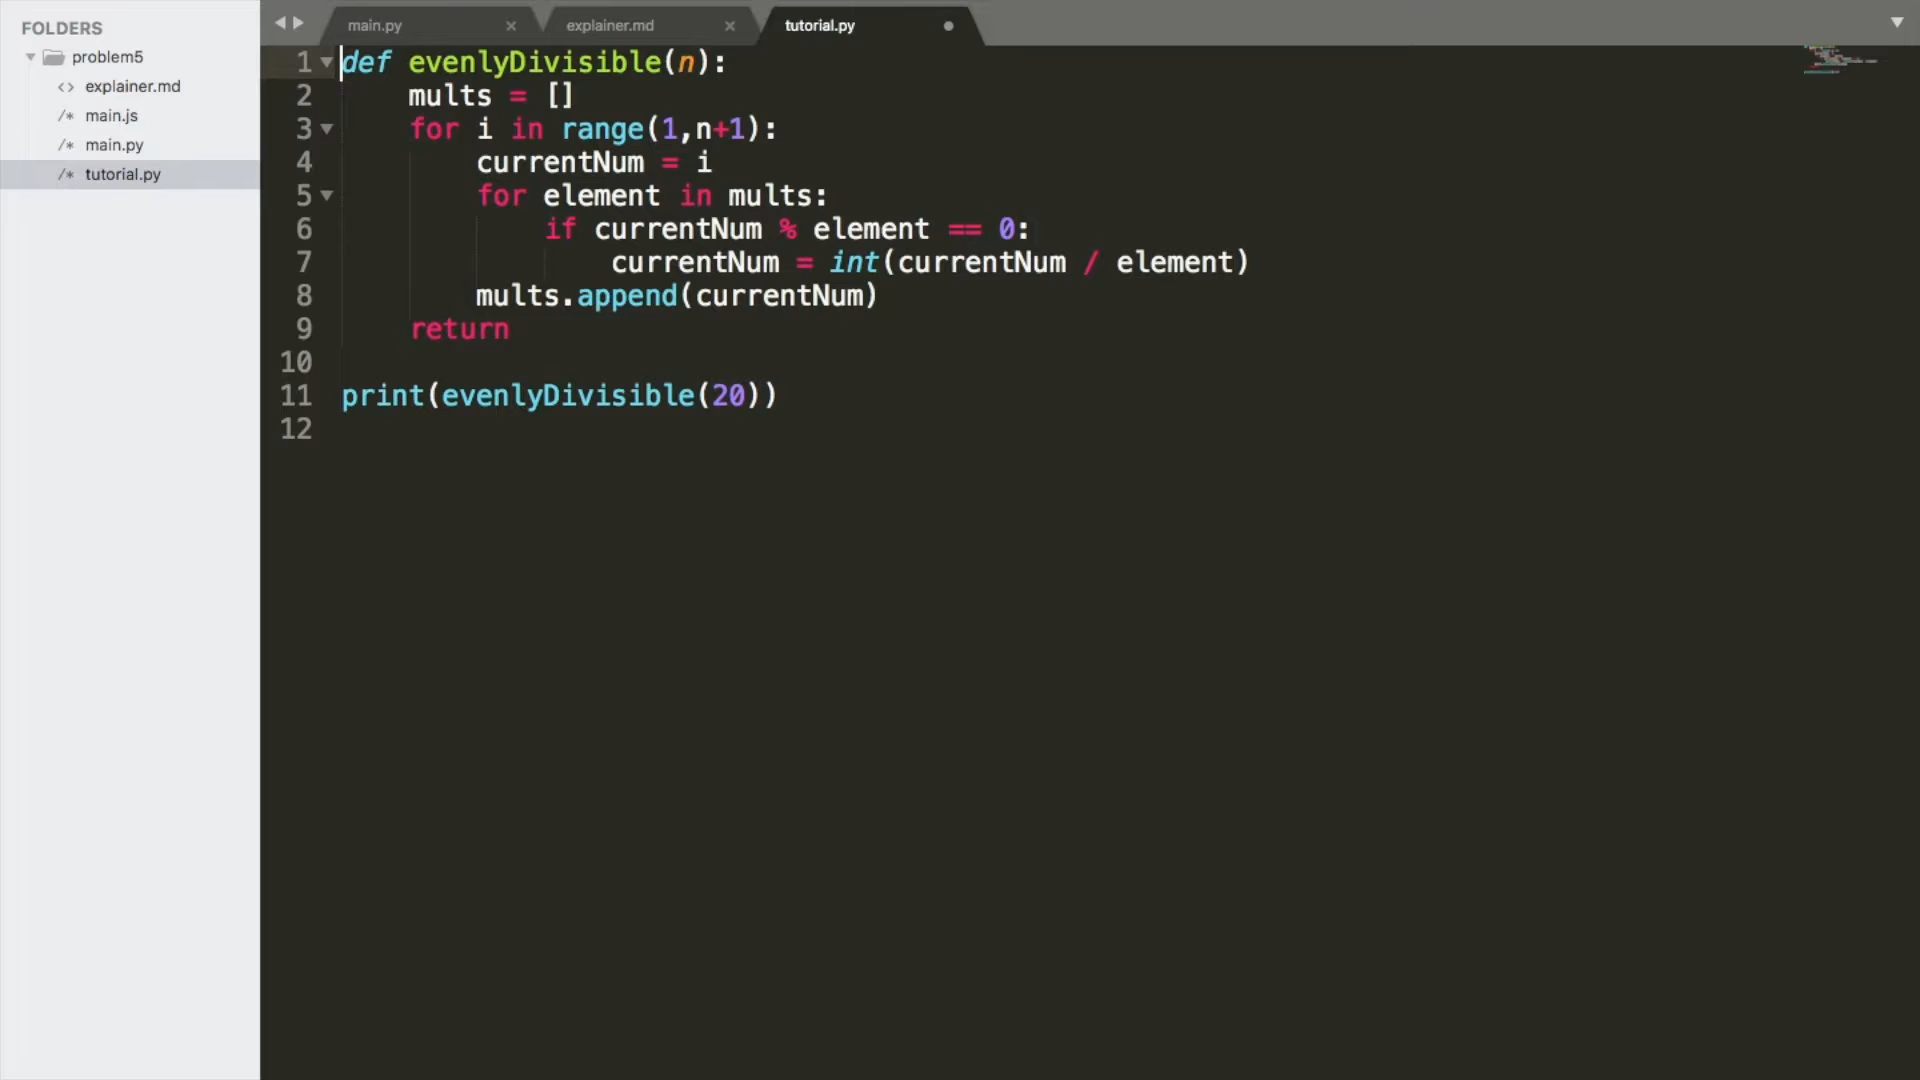 FOLDERS
problem5
<> explainer.md
/* main.js
/* main.py
/* tutorial.py
main.py × explainer.md × tutorial.py
1 def evenlyDivisible(n):
2 mults = []
3 for i in range(1,n+1):
4 currentNum = i
5 for element in mults:
6 if currentNum % element == 0:
7 currentNum = int(currentNum / element)
8 mults.append(currentNum)
9 return
10
11 print(evenlyDivisible(20))
12